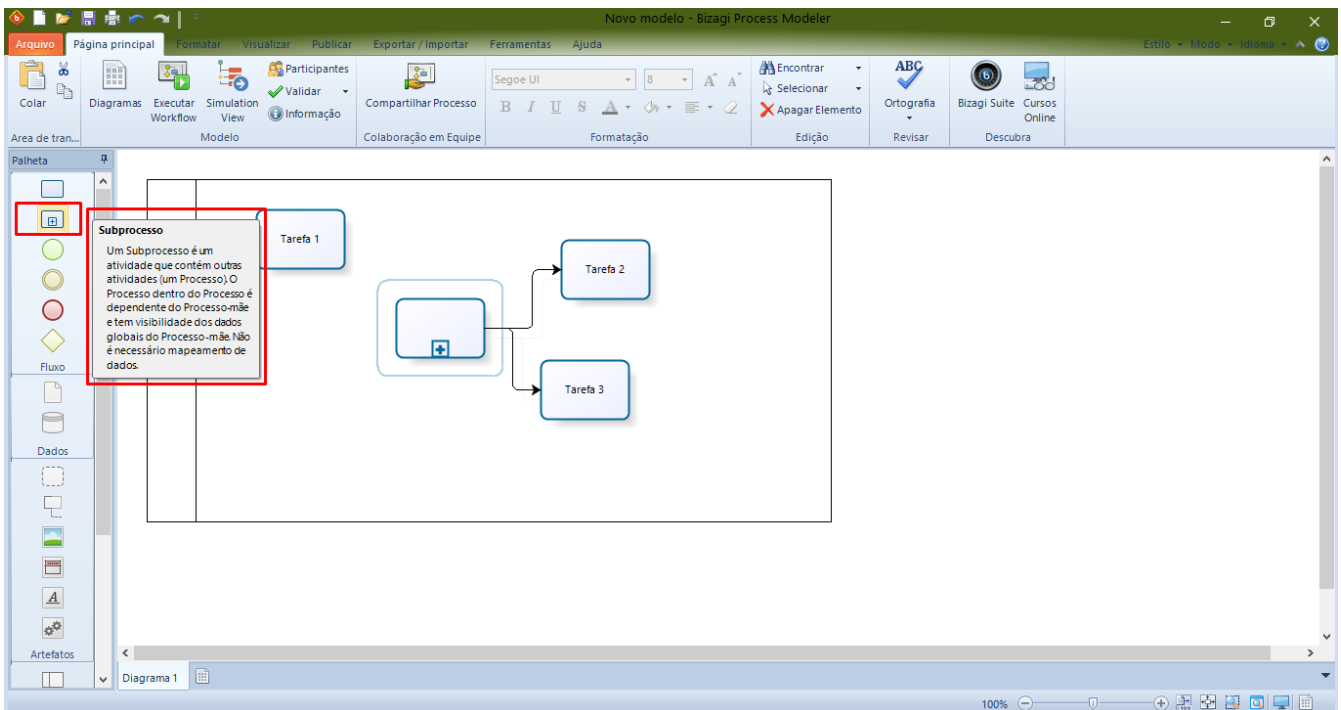 Novo modelo - Bizagi Process Modeler
Arquivo Página principal Formatar Visualizar Publicar Exportar / Importar Ferramentas Ajuda Estilo Modo Idioma
Colar
Diagramas
Executar Workflow
Simulation View
Participantes
Validar
Informação
Compartilhar Processo
Segoe UI 8 A A
B I U S A
Encontrar
Selecionar
Apagar Elemento
ABC
Ortografia
Bizagi Suite
Cursos Online
Area de tran... Modelo Colaboração em Equipe Formatação Edição Revisar Descubra
Palheta
Subprocesso
Um Subprocesso é um
atividade que contém outras
atividades (um Processo). O
Processo dentro do Processo é
dependente do Processo-mãe
e tem visibilidade dos dados
globais do Processo-mãe. Não
é necessário mapeamento de
dados.
Tarefa 1
Tarefa 2
Tarefa 3
Fluxo
Dados
A
Artefatos
Diagrama 1
100%